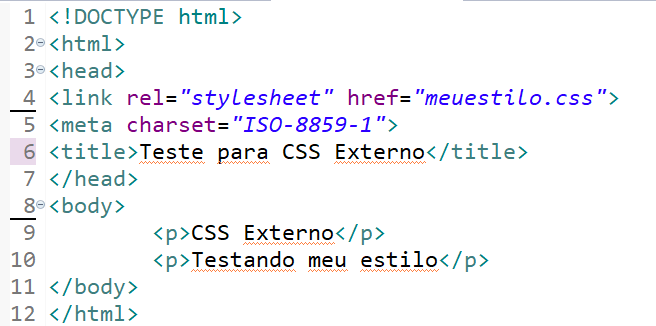 1 <!DOCTYPE html>
2 <html>
3 <head>
4 <link rel="stylesheet" href="meuestilo.css">
5 <meta charset="ISO-8859-1">
6 <title>Teste para CSS Externo</title>
7 </head>
8 <body>
9 <p>CSS Externo</p>
10 <p>Testando meu estilo</p>
11 </body>
12 </html>